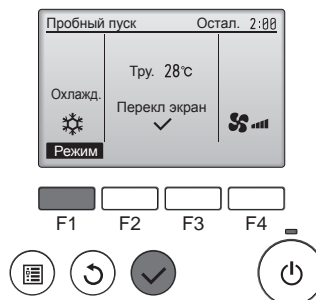 Пробный пуск Остал. 2:00
Тру. 28°C
Охлажд.
Перекл экран
Режим
F1 F2 F3 F4